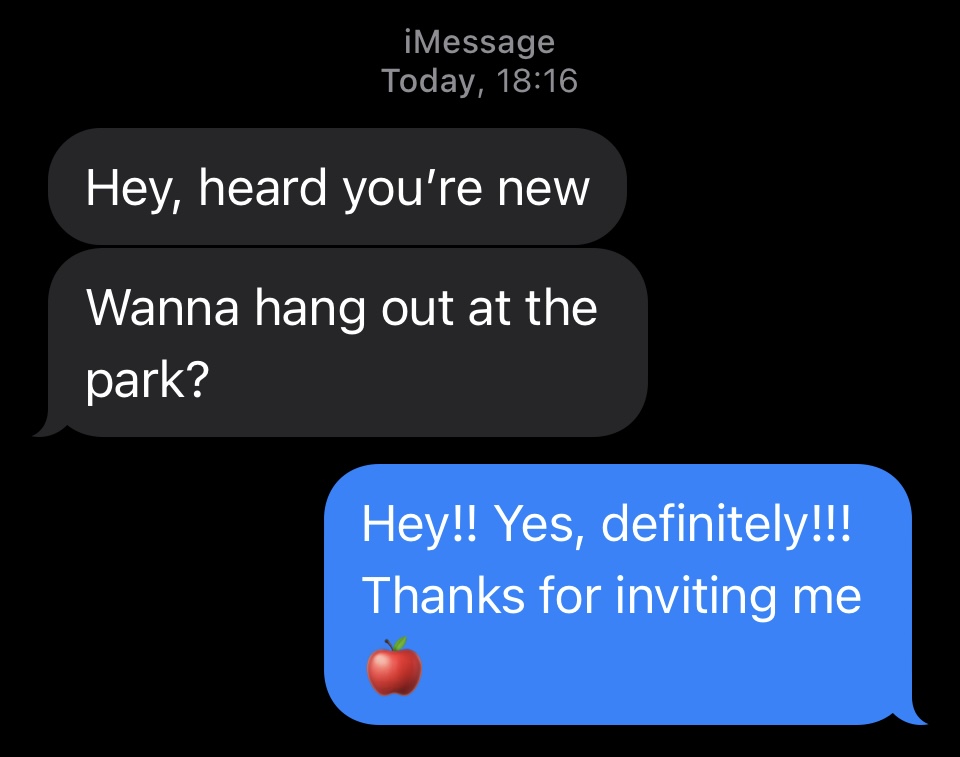 iMessage
Today, 18:16
Hey, heard you’re new
Wanna hang out at the
park?
Hey!! Yes, definitely!!!
Thanks for inviting me
🍎